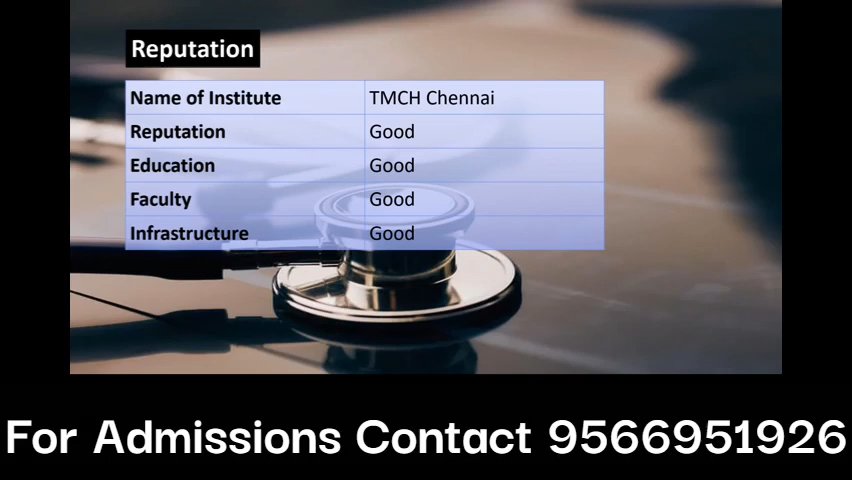 Reputation
Name of Institute TMCH Chennai
Reputation Good
Education Good
Faculty Good
Infrastructure Good
For Admissions Contact 9566951926